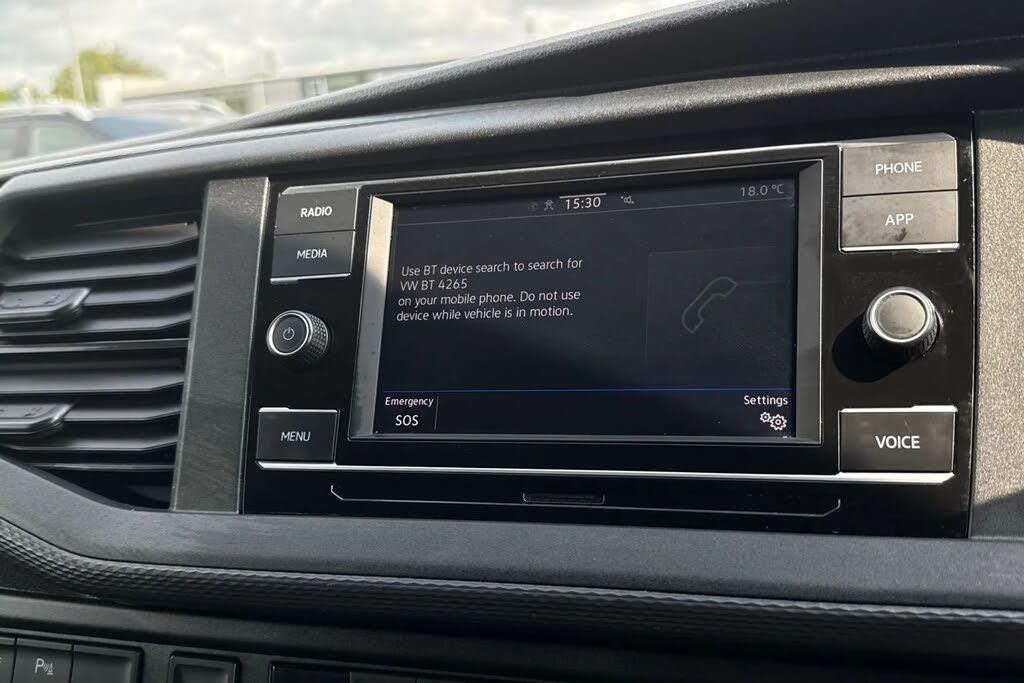 RADIO
MEDIA
MENU
15:30
18.0 °C
Use BT device search to search for
VW BT 4265
on your mobile phone. Do not use
device while vehicle is in motion.
Emergency
SOS
Settings
PHONE
APP
VOICE
P